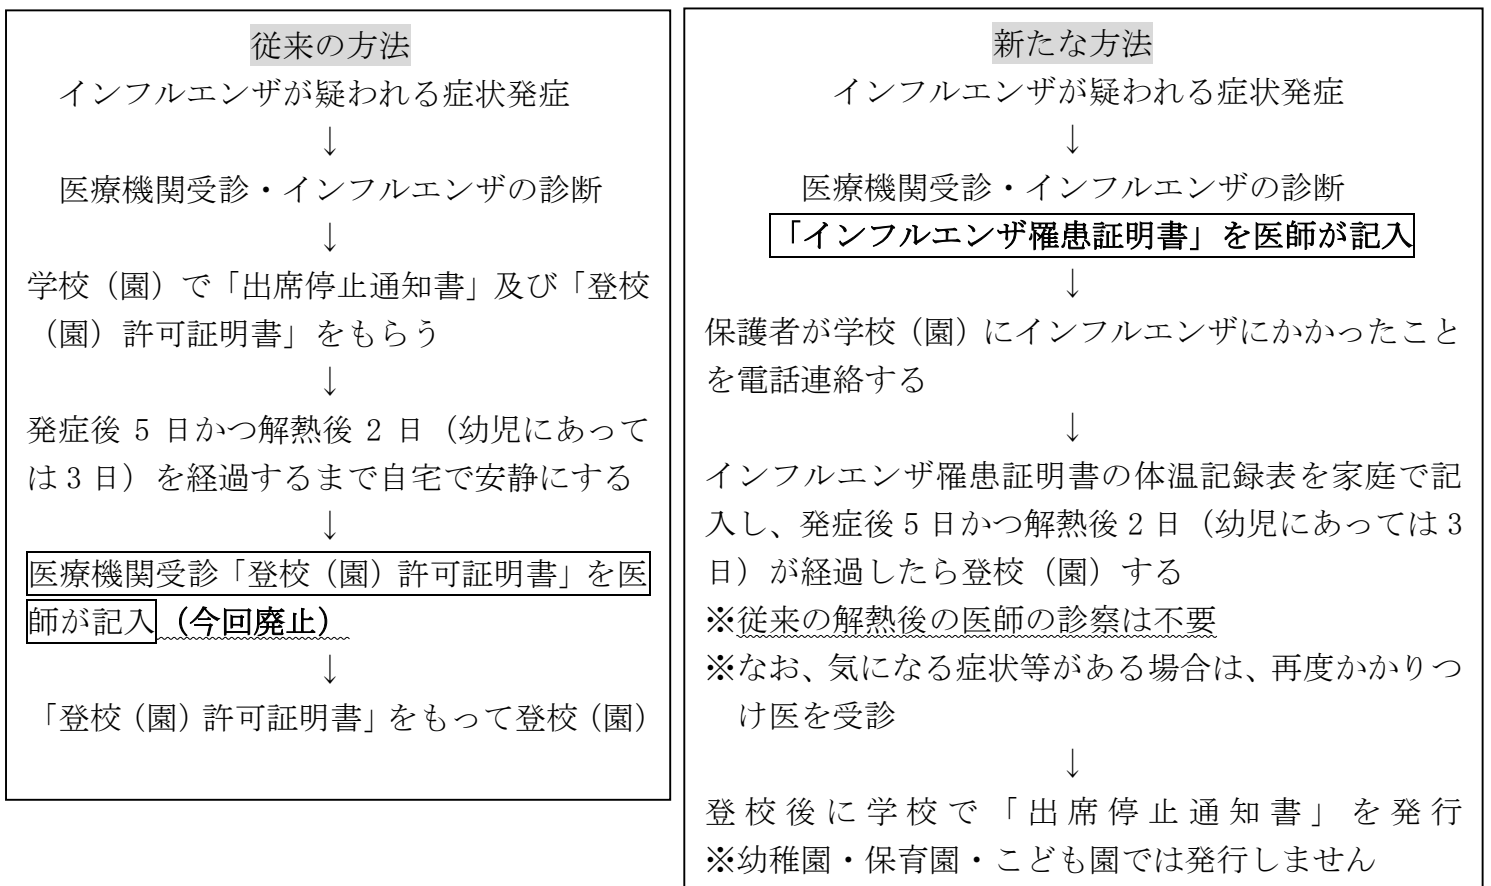 従来の方法
インフルエンザが疑われる症状発症
↓
医療機関受診・インフルエンザの診断
↓
学校（園）で「出席停止通知書」及び「登校
（園）許可証明書」をもらう
↓
発症後 5 日かつ解熱後 2 日（幼児にあって
は 3 日）を経過するまで自宅で安静にする
↓
医療機関受診「登校（園）許可証明書」を医
師が記入（今回廃止）
↓
「登校（園）許可証明書」をもって登校（園）
新たな方法
インフルエンザが疑われる症状発症
↓
医療機関受診・インフルエンザの診断
「インフルエンザ罹患証明書」を医師が記入
↓
保護者が学校（園）にインフルエンザにかかったこと
を電話連絡する
↓
インフルエンザ罹患証明書の体温記録表を家庭で記
入し、発症後 5 日かつ解熱後 2 日（幼児にあっては 3
日）が経過したら登校（園）する
※従来の解熱後の医師の診察は不要
※なお、気になる症状等がある場合は、再度かかりつ
け医を受診
↓
登校後に学校で「出席停止通知書」を発行
※幼稚園・保育園・こども園では発行しません